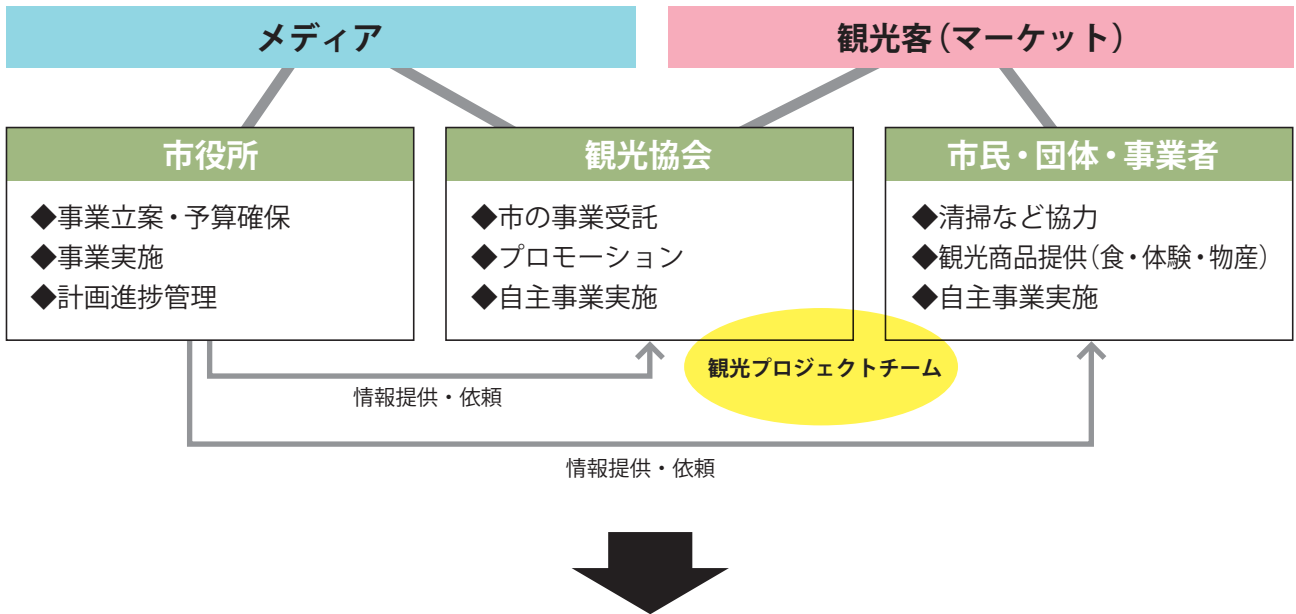 メディア
観光客（マーケット）
市役所
◆事業立案・予算確保
◆事業実施
◆計画進捗管理
観光協会
◆市の事業受託
◆プロモーション
◆自主事業実施
市民・団体・事業者
◆清掃など協力
◆観光商品提供（食・体験・物産）
◆自主事業実施
観光プロジェクトチーム
情報提供・依頼
情報提供・依頼